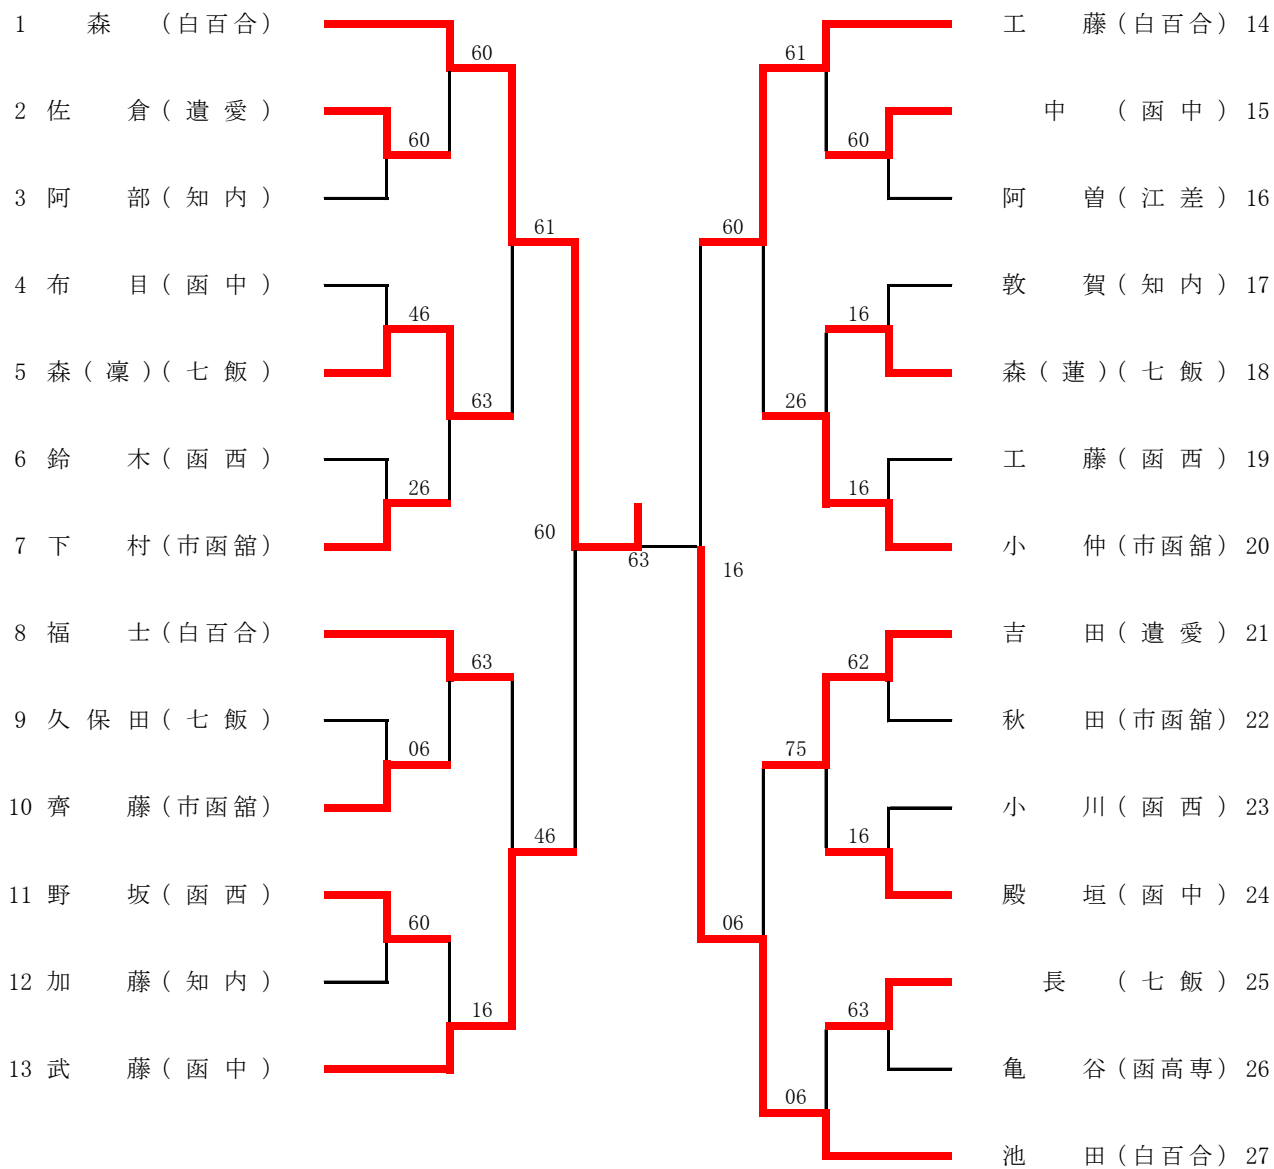 1 森 (白百合)
2 佐 倉 (遺愛)
3 阿 部 (知内)
4 布 目 (函中)
5 森(凜) (七飯)
6 鈴 木 (函西)
7 下 村 (市函舘)
8 福 士 (白百合)
9 久保田 (七飯)
10 齊 藤 (市函舘)
11 野 坂 (函西)
12 加 藤 (知内)
13 武 藤 (函中)
60
60
61
46
63
26
60
63
06
46
60
16
63
61
60
60
16
26
16
16
62
75
16
06
63
06
工 藤 (白百合) 14
中 (函中) 15
阿 曽 (江差) 16
敦 賀 (知内) 17
森(蓮) (七飯) 18
工 藤 (函西) 19
小 仲 (市函舘) 20
吉 田 (遺愛) 21
秋 田 (市函舘) 22
小 川 (函西) 23
殿 垣 (函中) 24
長 (七飯) 25
亀 谷 (函高専) 26
池 田 (白百合) 27